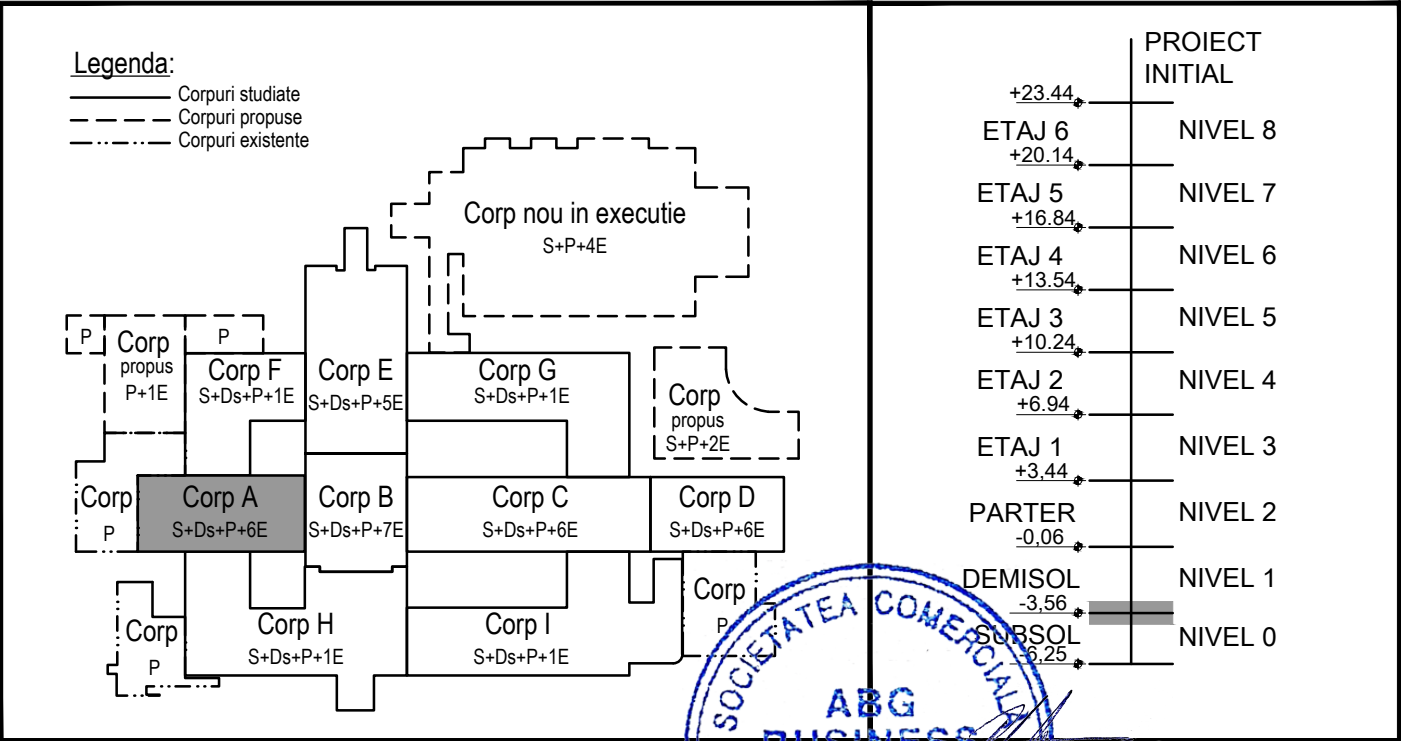 Legenda:
Corpuri studiate
Corpuri propuse
Corpuri existente
Corp nou in executie
S+P+4E
P
Corp
propus
P+1E
P
Corp F
S+Ds+P+1E
Corp E
S+Ds+P+5E
Corp G
S+Ds+P+1E
Corp
propus
S+P+2E
Corp
P
Corp A
S+Ds+P+6E
Corp B
S+Ds+P+7E
Corp C
S+Ds+P+6E
Corp D
S+Ds+P+6E
Corp
P
Corp H
S+Ds+P+1E
Corp I
S+Ds+P+1E
Corp
P
PROIECT
INITIAL
+23.44
ETAJ 6
NIVEL 8
+20.14
ETAJ 5
NIVEL 7
+16.84
ETAJ 4
NIVEL 6
+13.54
ETAJ 3
NIVEL 5
+10.24
ETAJ 2
NIVEL 4
+6.94
ETAJ 1
NIVEL 3
+3,44
PARTER
NIVEL 2
-0,06
DEMISOL
NIVEL 1
-3,56
SUBSOL
NIVEL 0
-6,25
SOCIETATEA COMERCIALA
ABG
BUSINESS